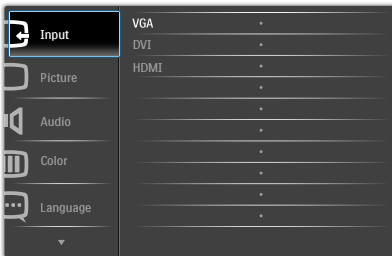 Input
Picture
Audio
Color
Language
VGA
DVI
HDMI